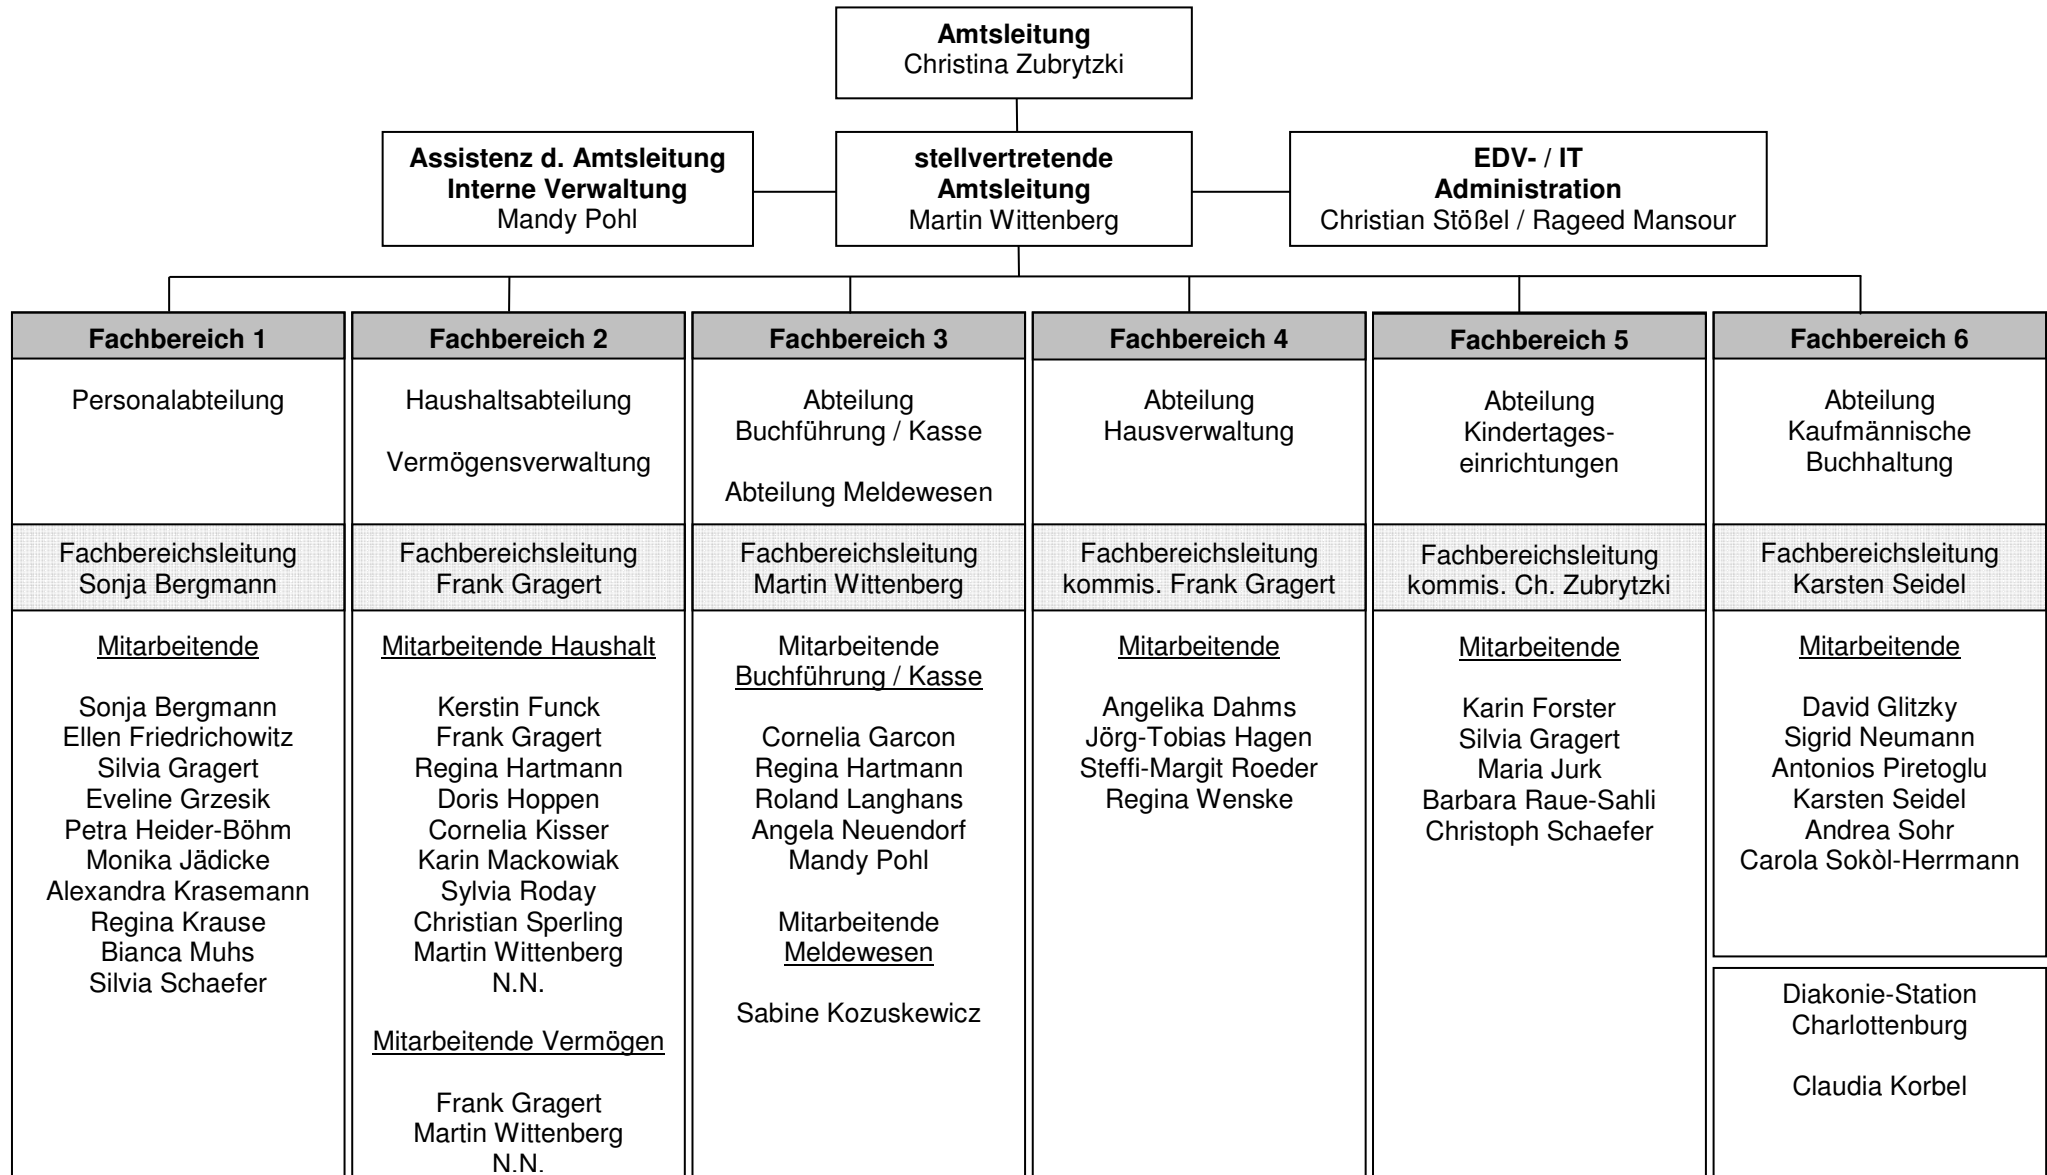 Amtsleitung
Christina Zubrytzki
Assistenz d. Amtsleitung
Interne Verwaltung
Mandy Pohl
stellvertretende
Amtsleitung
Martin Wittenberg
EDV- / IT
Administration
Christian Stößel / Rageed Mansour
Fachbereich 1
Personalabteilung
Fachbereichsleitung
Sonja Bergmann
Mitarbeitende
Sonja Bergmann
Ellen Friedrichowitz
Silvia Gragert
Eveline Grzesik
Petra Heider-Böhm
Monika Jädicke
Alexandra Krasemann
Regina Krause
Bianca Muhs
Silvia Schaefer
Fachbereich 2
Haushaltsabteilung
Vermögensverwaltung
Fachbereichsleitung
Frank Gragert
Mitarbeitende Haushalt
Kerstin Funck
Frank Gragert
Regina Hartmann
Doris Hoppen
Cornelia Kisser
Karin Mackowiak
Sylvia Roday
Christian Sperling
Martin Wittenberg
N.N.
Mitarbeitende Vermögen
Frank Gragert
Martin Wittenberg
N.N.
Fachbereich 3
Abteilung
Buchführung / Kasse
Abteilung Meldewesen
Fachbereichsleitung
Martin Wittenberg
Mitarbeitende
Buchführung / Kasse
Cornelia Garcon
Regina Hartmann
Roland Langhans
Angela Neuendorf
Mandy Pohl
Mitarbeitende
Meldewesen
Sabine Kozuskewicz
Fachbereich 4
Abteilung
Hausverwaltung
Fachbereichsleitung
kommis. Frank Gragert
Mitarbeitende
Angelika Dahms
Jörg-Tobias Hagen
Steffi-Margit Roeder
Regina Wenske
Fachbereich 5
Abteilung
Kindertages-
einrichtungen
Fachbereichsleitung
kommis. Ch. Zubrytzki
Mitarbeitende
Karin Forster
Silvia Gragert
Maria Jurk
Barbara Raue-Sahli
Christoph Schaefer
Fachbereich 6
Abteilung
Kaufmännische
Buchhaltung
Fachbereichsleitung
Karsten Seidel
Mitarbeitende
David Glitzky
Sigrid Neumann
Antonios Piretoglu
Karsten Seidel
Andrea Sohr
Carola Sokòl-Herrmann
Diakonie-Station
Charlottenburg
Claudia Korbel